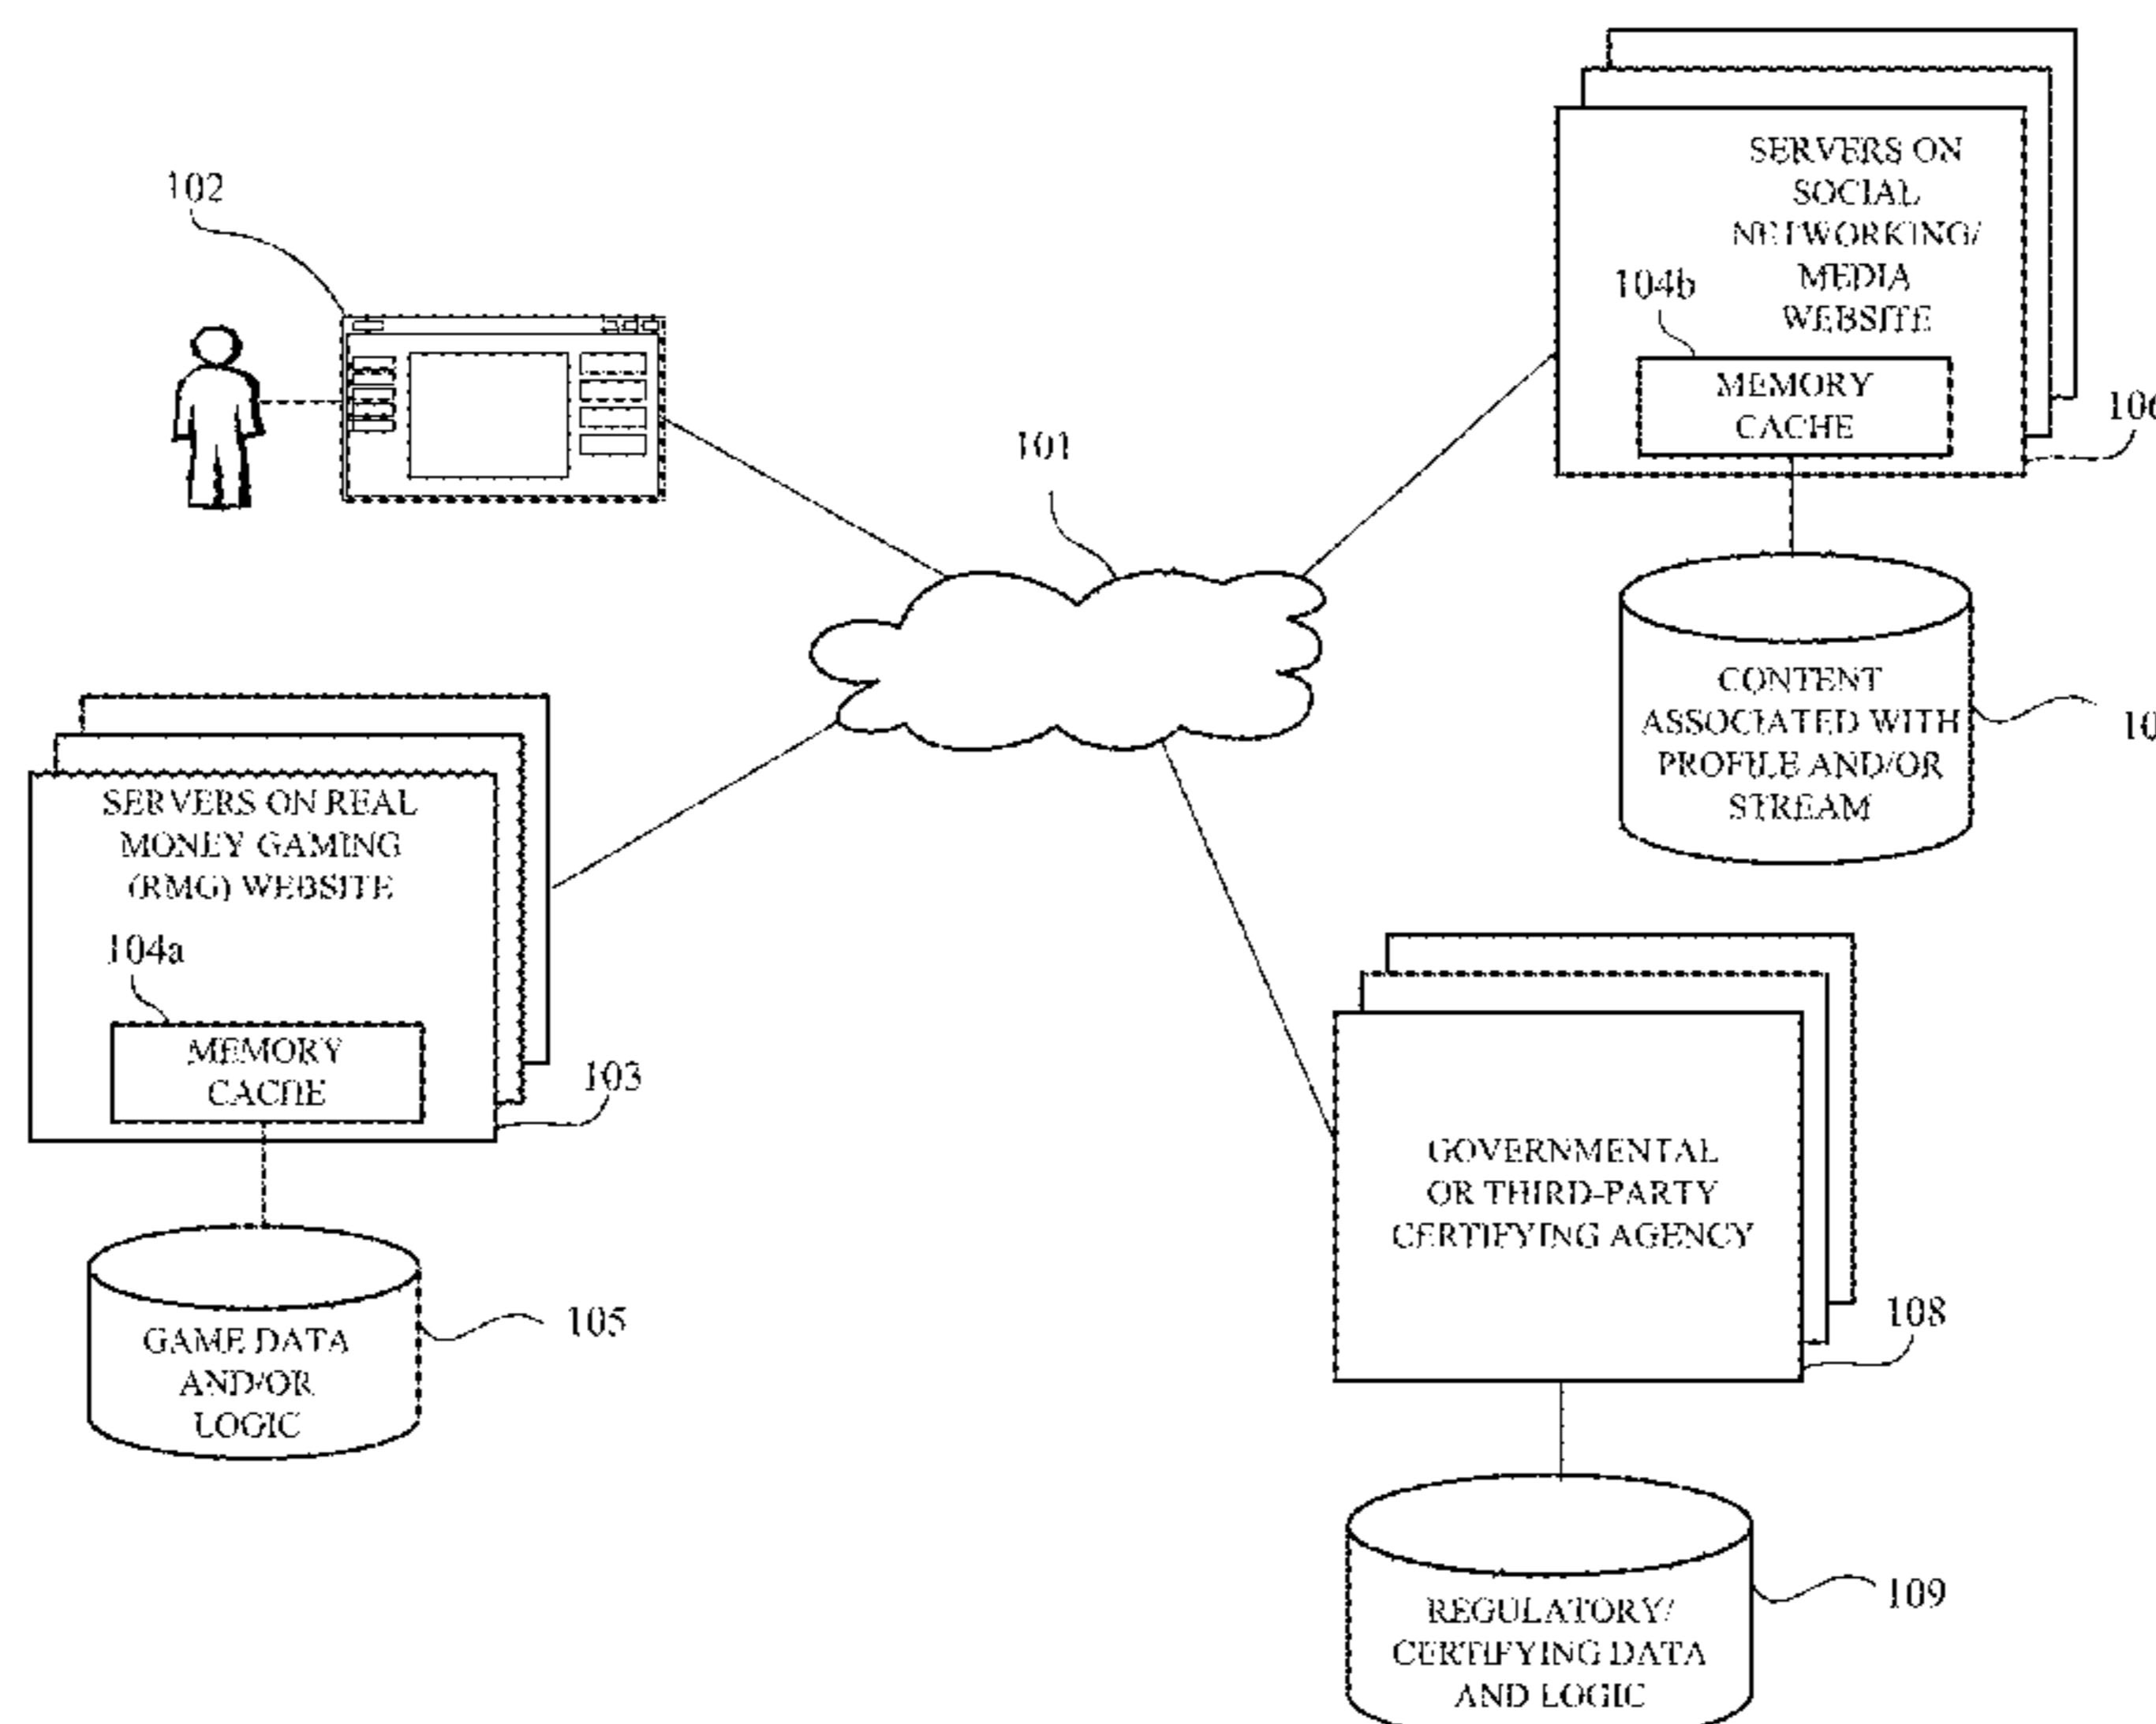 102
SERVERS ON
SOCIAL
NETWORKING/
MEDIA
WEBSITE
104b
MEMORY
CACHE
106
101
CONTENT
ASSOCIATED WITH
PROFILE AND/OR
STREAM
SERVERS ON REAL
MONEY GAMING
(RMG) WEBSITE
104a
MEMORY
CACHE
103
GOVERNMENTAL
OR THIRD-PARTY
CERTIFYING AGENCY
108
105
GAME DATA
AND/OR
LOGIC
109
REGULATORY/
CERTIFYING DATA
AND LOGIC